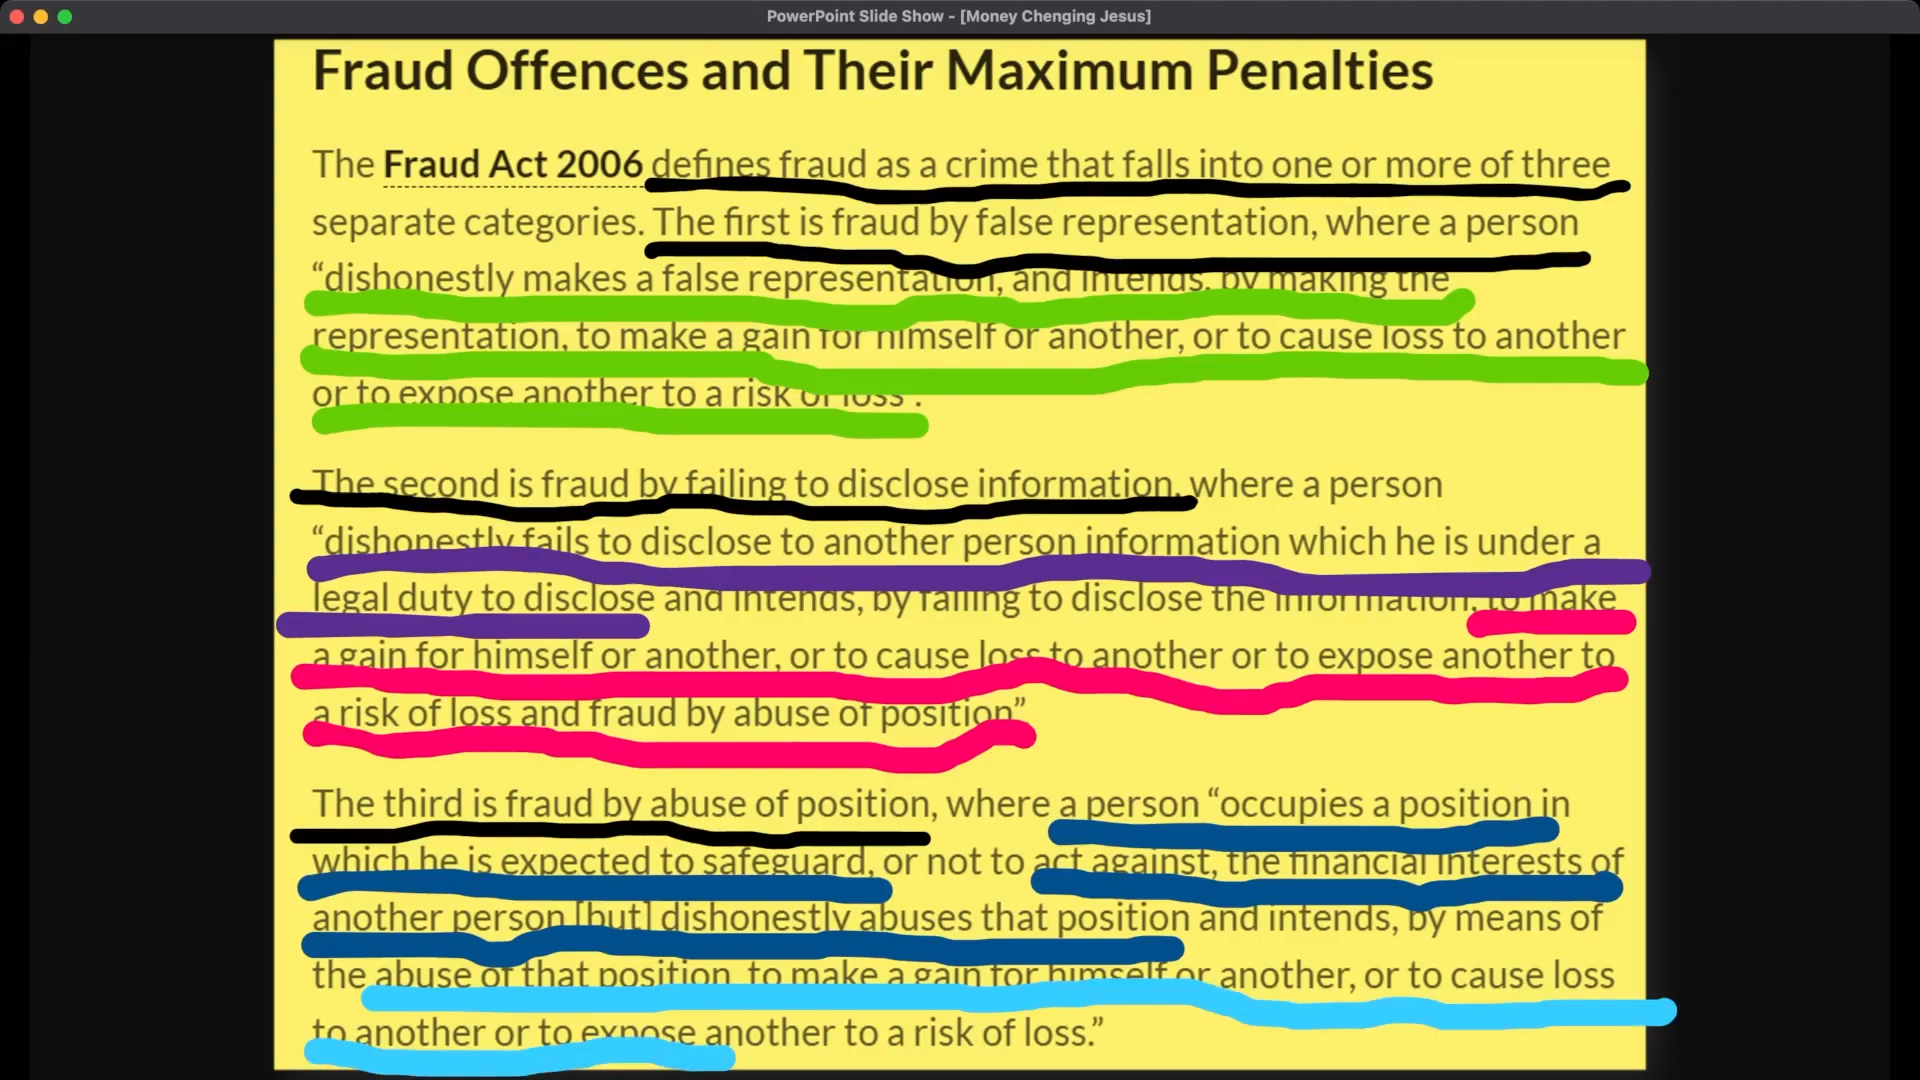 PowerPoint Slide Show - [Money Chenging Jesus]
Fraud Offences and Their Maximum Penalties
The Fraud Act 2006 defines fraud as a crime that falls into one or more of three
separate categories. The first is fraud by false representation, where a person
“dishonestly makes a false representation, and intends, by making the
representation, to make a gain for himself or another, or to cause loss to another
or to expose another to a risk of loss”.
The second is fraud by failing to disclose information, where a person
“dishonestly fails to disclose to another person information which he is under a
legal duty to disclose and intends, by failing to disclose the information, to make
a gain for himself or another, or to cause loss to another or to expose another to
a risk of loss and fraud by abuse of position”
The third is fraud by abuse of position, where a person “occupies a position in
which he is expected to safeguard, or not to act against, the financial interests of
another person [but] dishonestly abuses that position and intends, by means of
the abuse of that position, to make a gain for himself or another, or to cause loss
to another or to expose another to a risk of loss.”